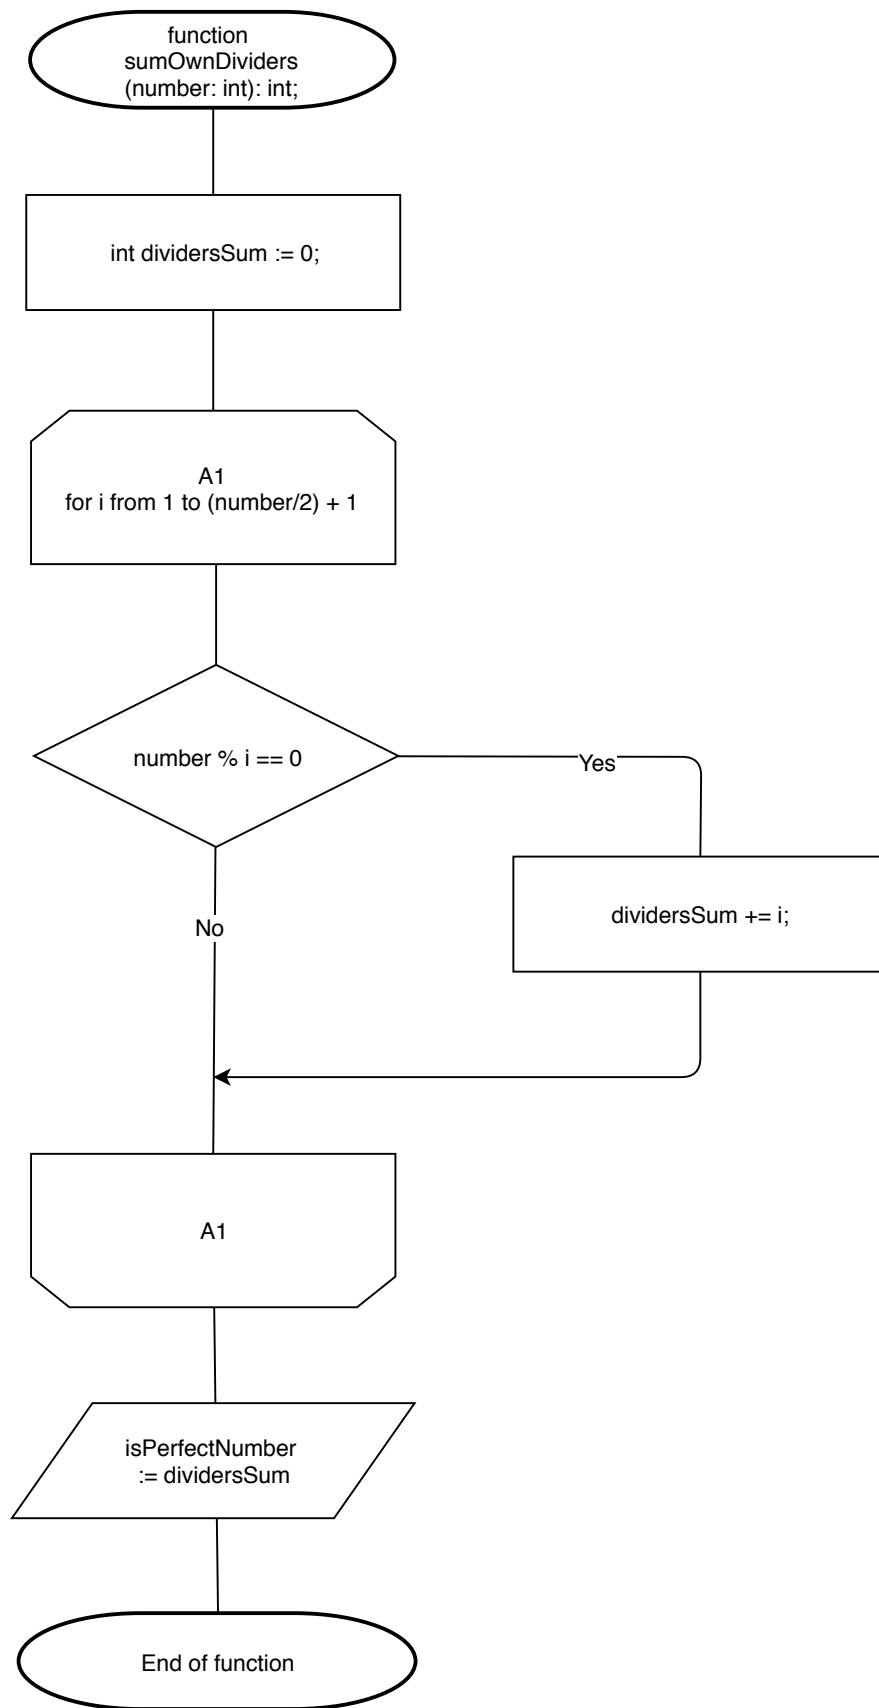 function
sumOwnDividers
(number: int): int;
int dividersSum := 0;
A1
for i from 1 to (number/2) + 1
number % i == 0
Yes
dividersSum += i;
No
A1
isPerfectNumber
:= dividersSum
End of function